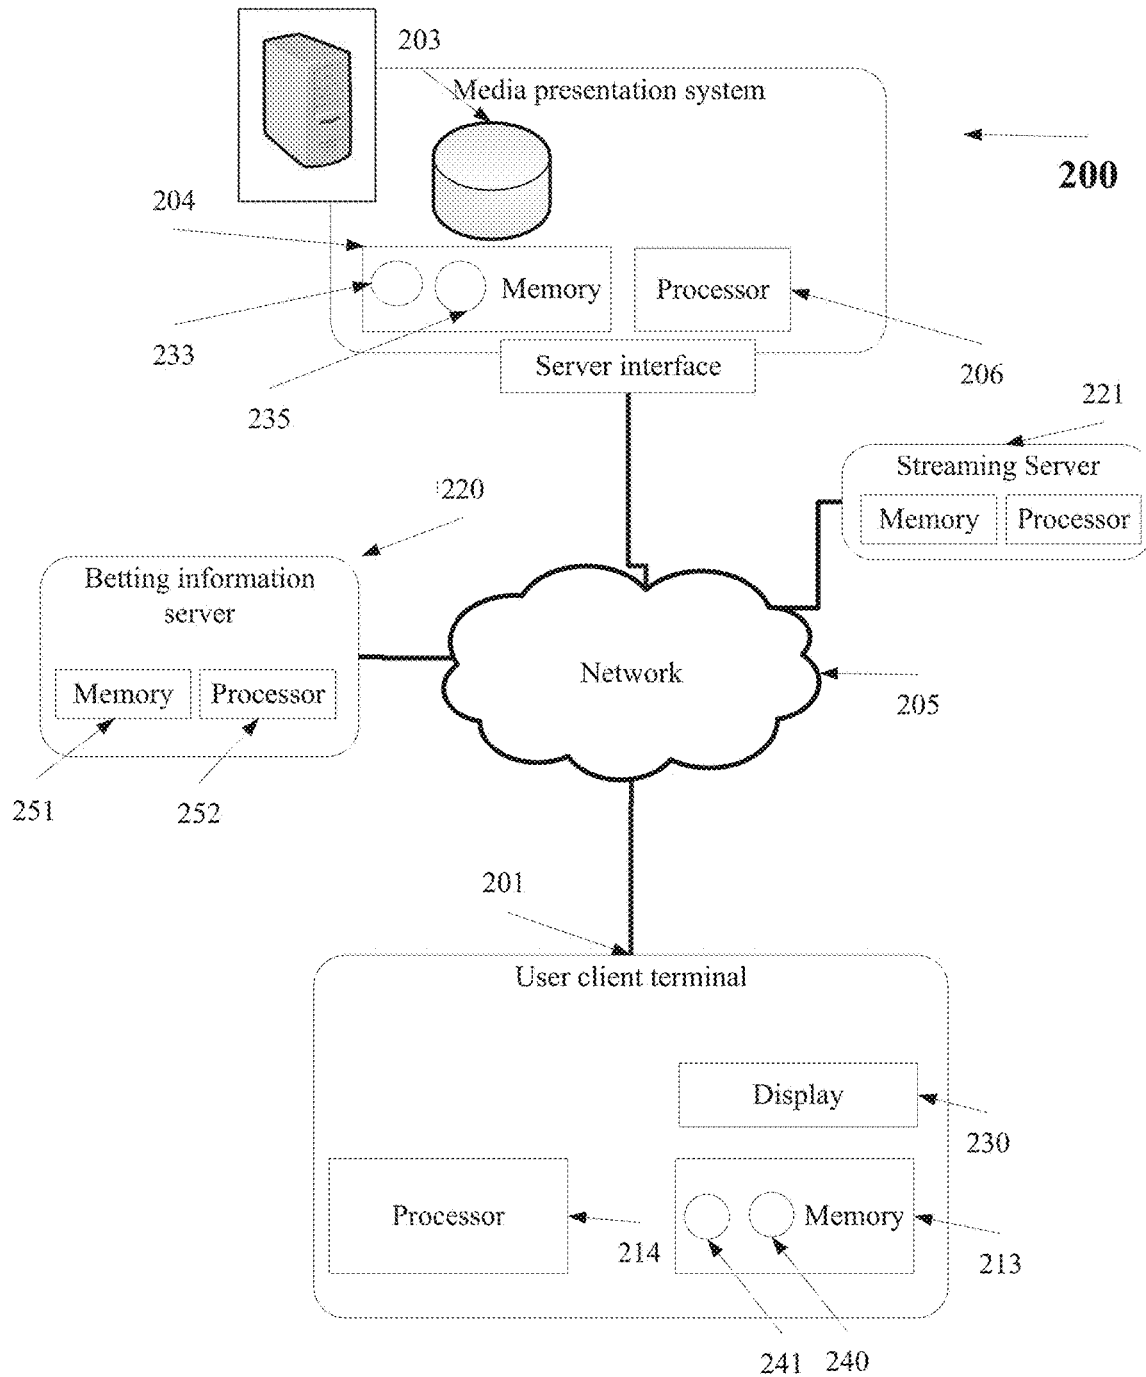 203
Media presentation system
200
204
Memory
Processor
233
Server interface
206
235
221
Streaming Server
Memory
Processor
220
Betting information
server
Memory
Processor
Network
205
251
252
201
User client terminal
Display
230
Processor
Memory
214
213
241
240